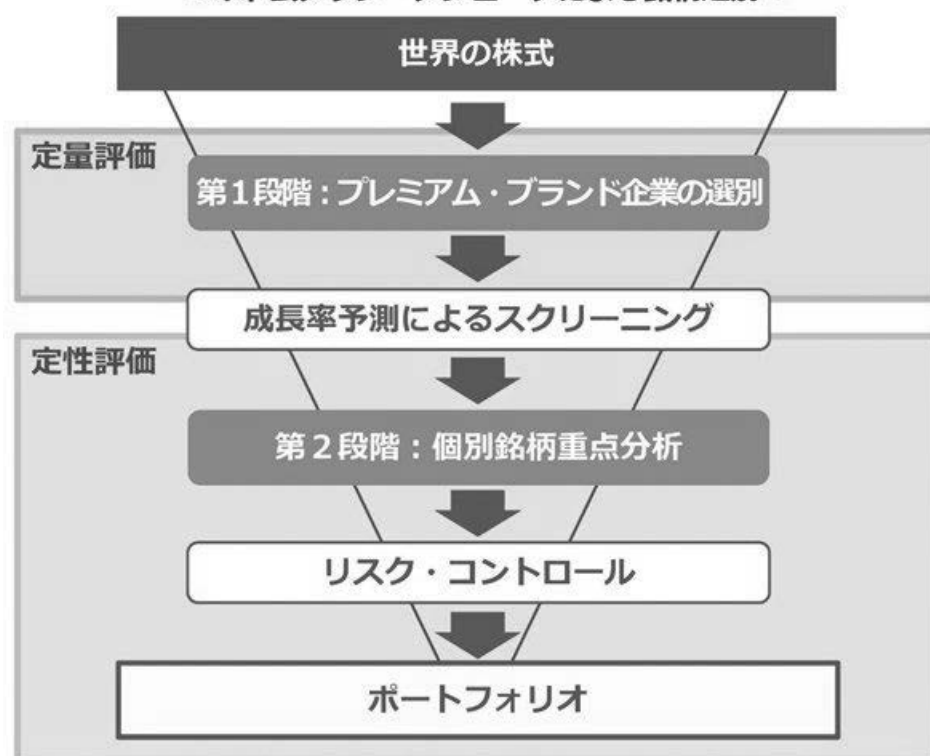 世界の株式
定量評価
第1段階：プレミアム・ブランド企業の選別
成長率予測によるスクリーニング
定性評価
第２段階：個別銘柄重点分析
リスク・コントロール
ポートフォリオ